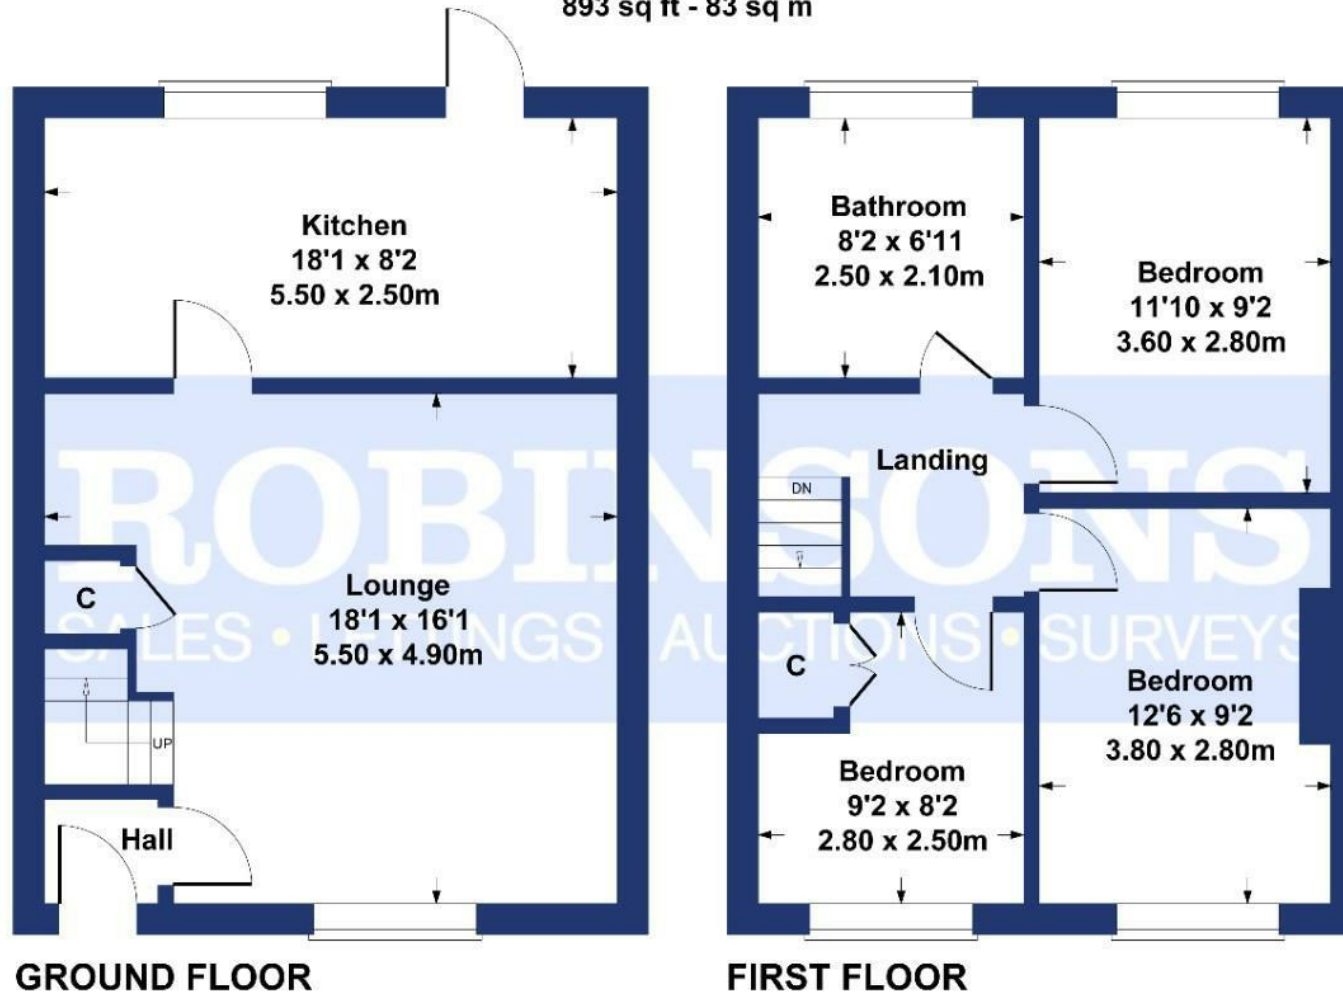 893 sq ft - 83 sq m
Kitchen
18'1 x 8'2
5.50 x 2.50m
Lounge
18'1 x 16'1
5.50 x 4.90m
C
UP
Hall
GROUND FLOOR
Bathroom
8'2 x 6'11
2.50 x 2.10m
Bedroom
11'10 x 9'2
3.60 x 2.80m
Landing
DN
C
Bedroom
9'2 x 8'2
2.80 x 2.50m
Bedroom
12'6 x 9'2
3.80 x 2.80m
FIRST FLOOR
ROBINSONS
SALES • LETTINGS AUCTIONS • SURVEYS